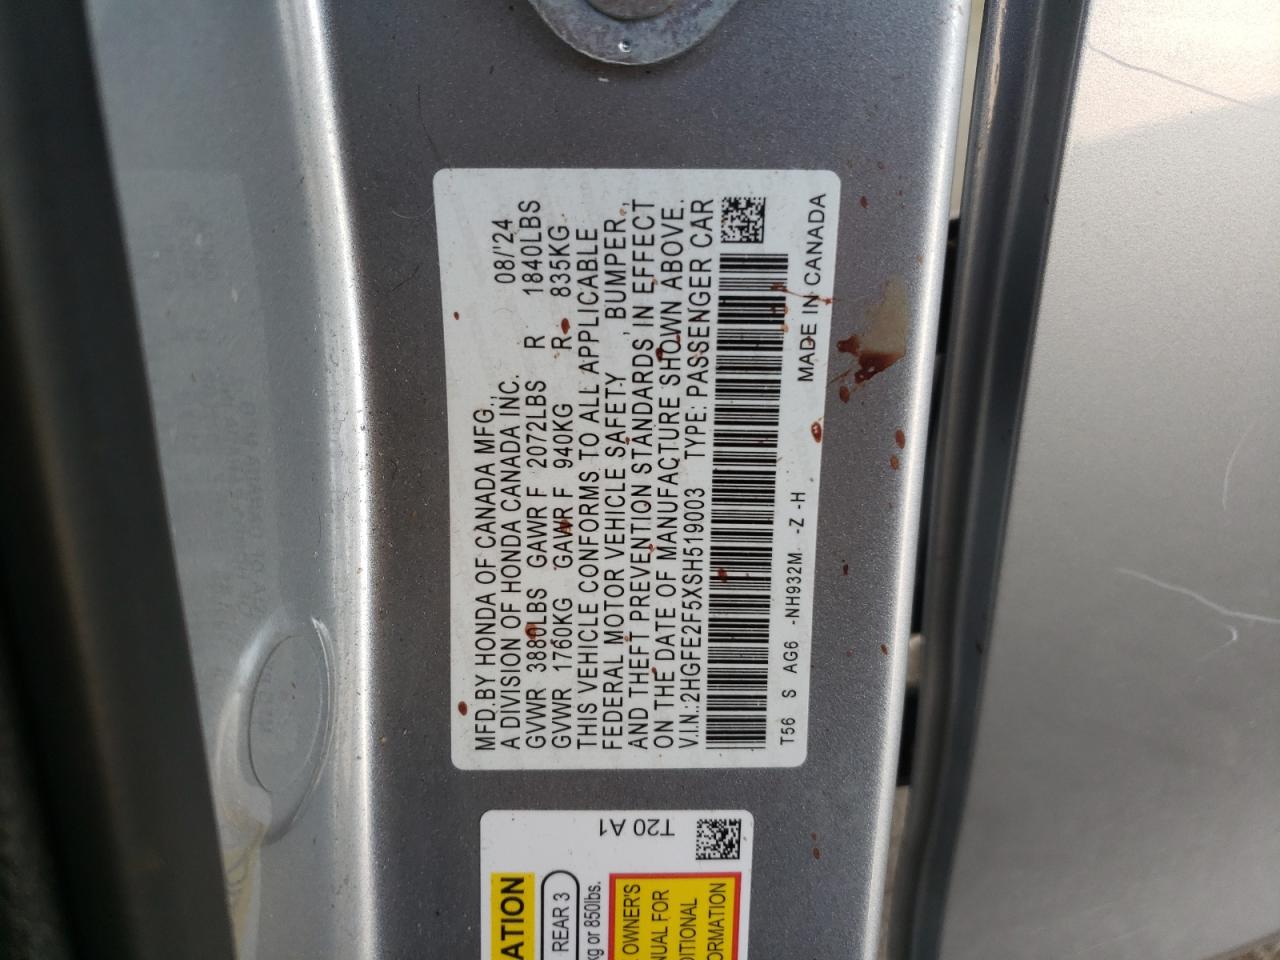 MFD.BY HONDA OF CANADA MFG., 08/'24
A DIVISION OF HONDA CANADA INC.
GVWR 3880LBS GAWR F 2072LBS R 1840LBS
GVWR 1760KG GAWR F 940KG R 835KG
THIS VEHICLE CONFORMS TO ALL APPLICABLE
FEDERAL MOTOR VEHICLE SAFETY, BUMPER,
AND THEFT PREVENTION STANDARDS IN EFFECT
ON THE DATE OF MANUFACTURE SHOWN ABOVE.
V.I.N.:2HGFE2F5XSH519003 TYPE: PASSENGER CAR
T56 S AG6 -NH932M -Z -H MADE IN CANADA
T20 A1
ATION
REAR 3
kg or 850lbs.
OWNER'S
NUAL FOR
DITIONAL
ORMATION